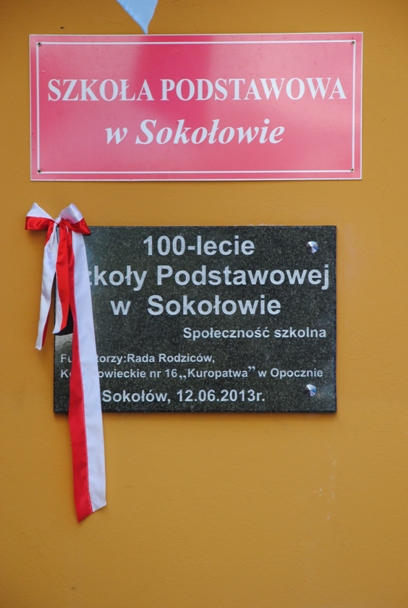 SZKOŁA PODSTAWOWA
w Sokołowie
100-lecie
zkoły Podstawowej
w Sokołowie
Społeczność szkolna
Rada Rodziców,
nr 16 „Kuropatwa” w Opocznie
Sokołów, 12.06.2013r.